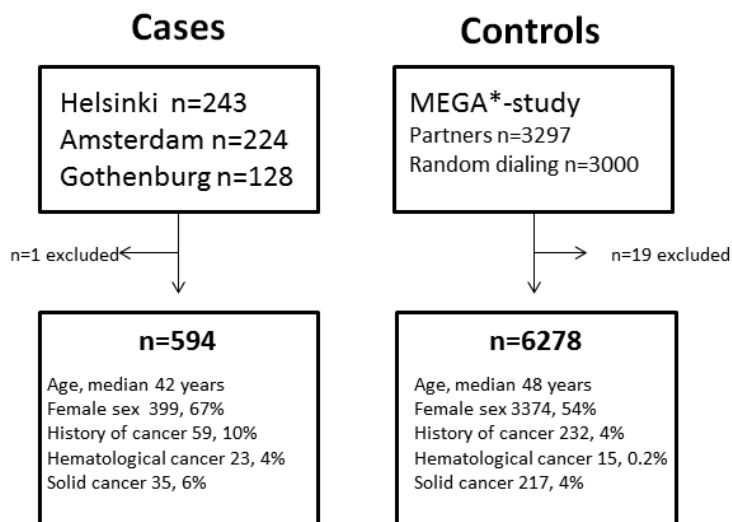 Cases
Helsinki n=243
Amsterdam n=224
Gothenburg n=128
n=1 excluded
n=594
Age, median 42 years
Female sex 399, 67%
History of cancer 59, 10%
Hematological cancer 23, 4%
Solid cancer 35, 6%
Controls
MEGA*-study
Partners n=3297
Random dialing n=3000
n=19 excluded
n=6278
Age, median 48 years
Female sex 3374, 54%
History of cancer 232, 4%
Hematological cancer 15, 0.2%
Solid cancer 217, 4%